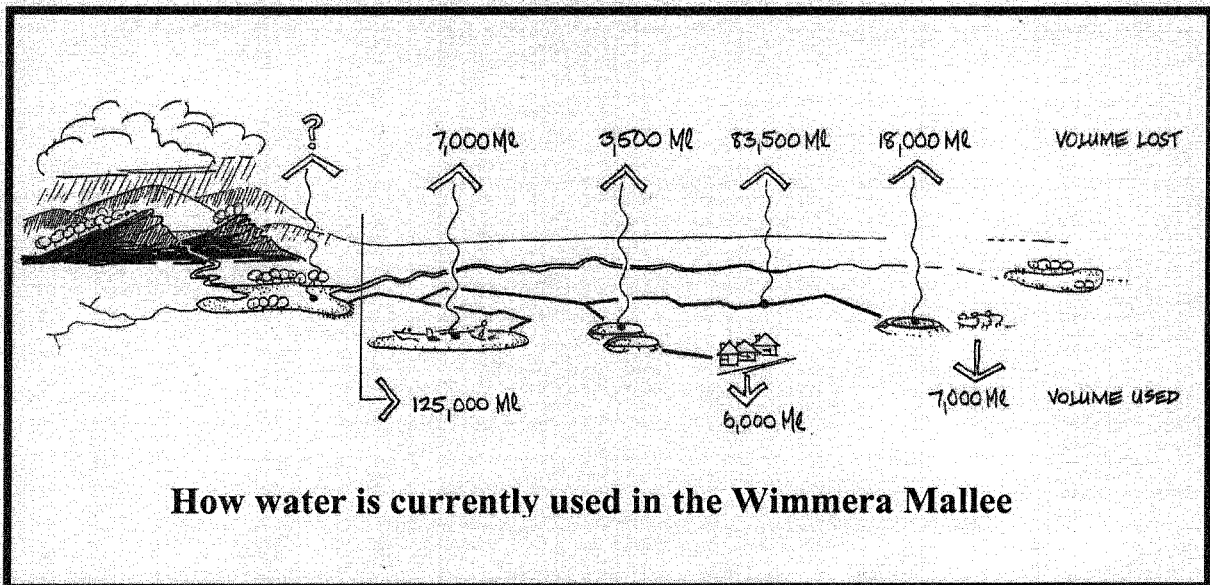 ?
7,000 Ml
3,500 Ml
83,500 Ml
18,000 Ml
VOLUME LOST
125,000 Ml
6,000 Ml
7,000 Ml
VOLUME USED
How water is currently used in the Wimmera Mallee